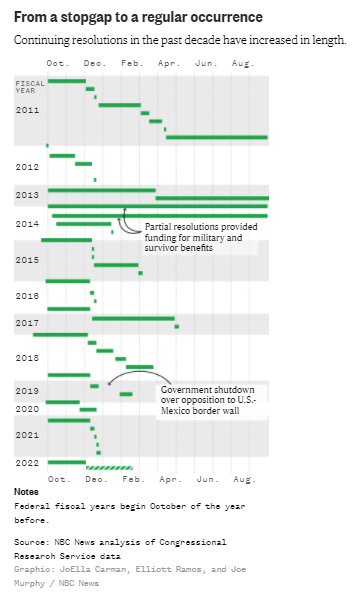 From a stopgap to a regular occurrence
Continuing resolutions in the past decade have increased in length.
Oct. Dec. Feb. Apr. Jun. Aug.
FISCAL
YEAR
2011
2012
2013
2014
Partial resolutions provided
funding for military and
survivor benefits
2015
2016
2017
2018
2019
Government shutdown
over opposition to U.S.-
Mexico border wall
2020
2021
2022
Oct. Dec. Feb. Apr. Jun. Aug.
Notes
Federal fiscal years begin October of the year
before.
Source: NBC News analysis of Congressional
Research Service data
Graphic: JoElla Carman, Elliott Ramos, and Joe
Murphy / NBC News